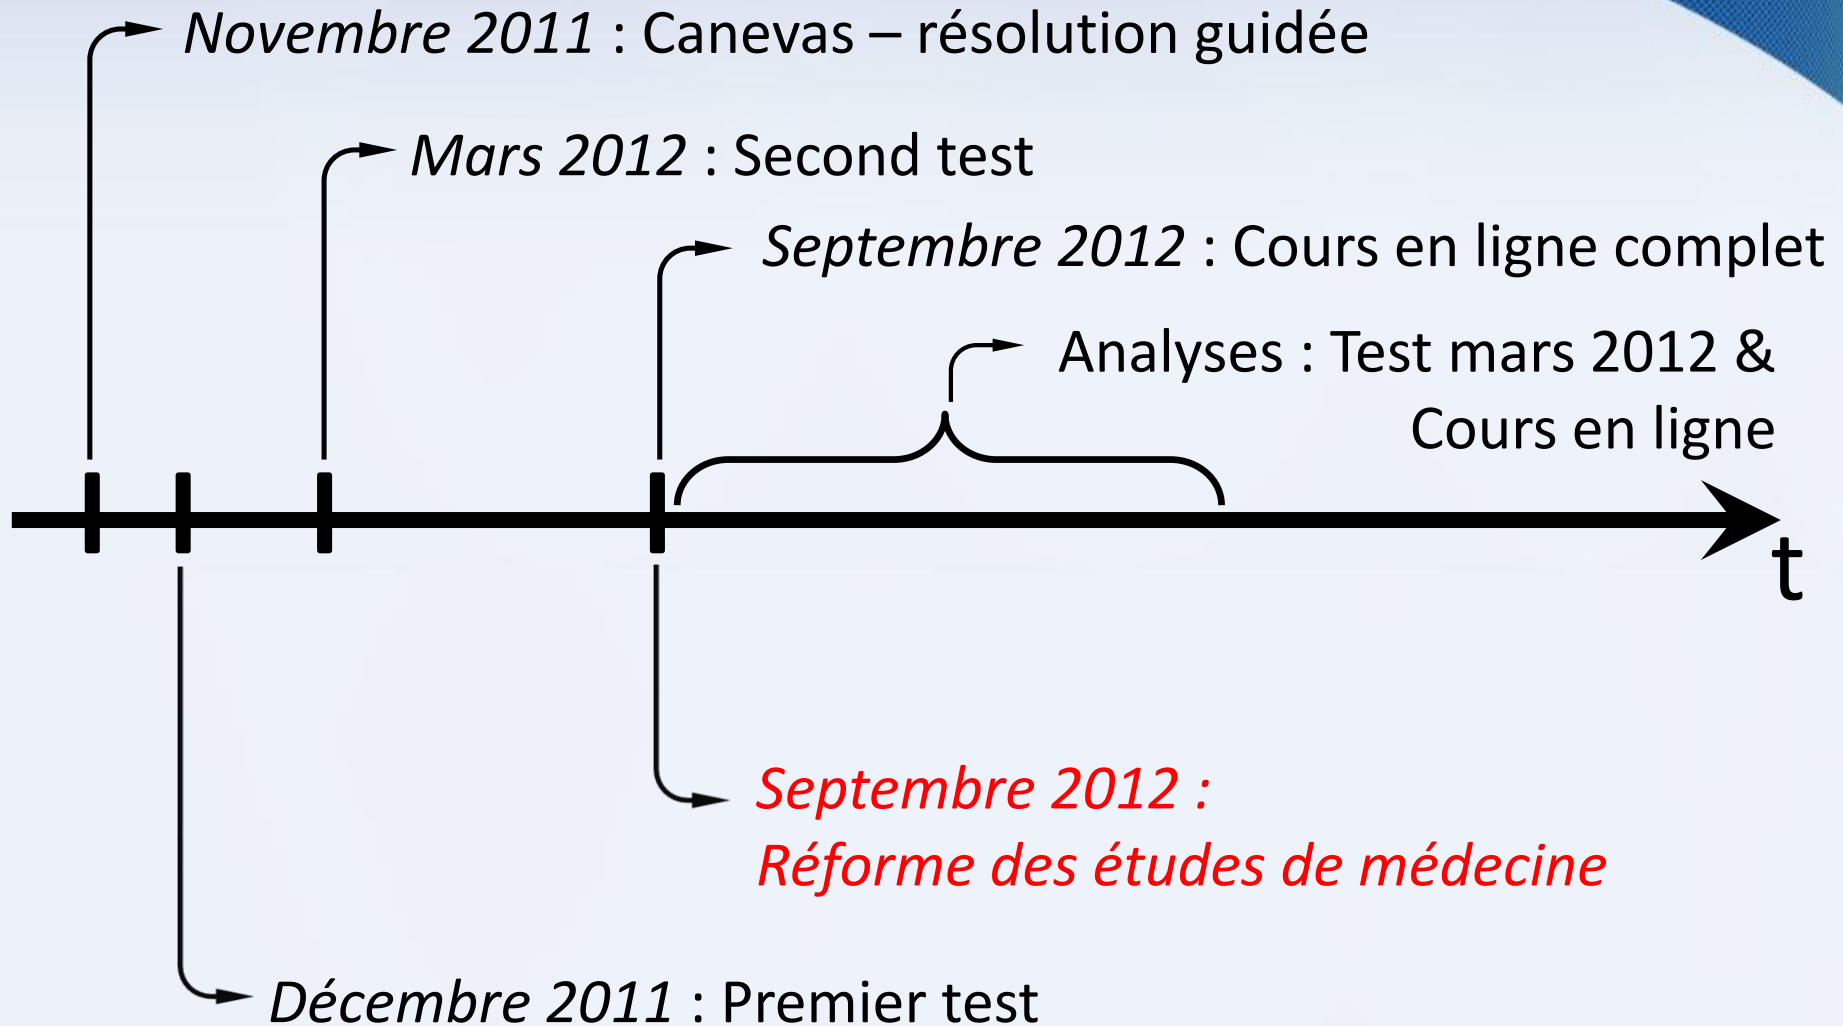 Novembre 2011 : Canevas – résolution guidée
Mars 2012 : Second test
Septembre 2012 : Cours en ligne complet
Analyses : Test mars 2012 &
Cours en ligne
t
Septembre 2012 :
Réforme des études de médecine
Décembre 2011 : Premier test